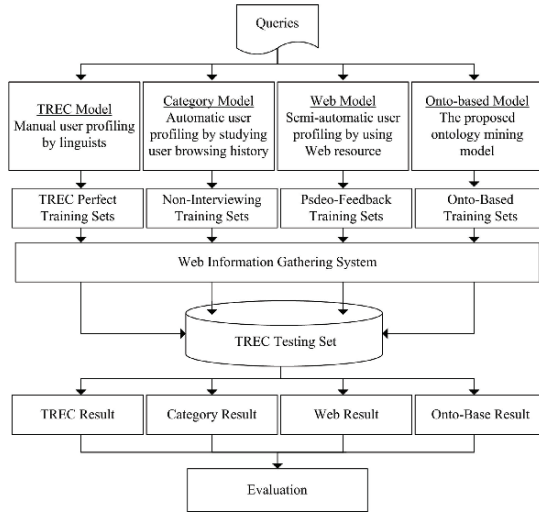 Queries
TREC Model
Manual user profiling
by linguists
Category Model
Automatic user
profiling by studying
user browsing history
Web Model
Semi-automatic user
profiling by using
Web resource
Onto-based Model
The proposed
ontology mining
model
TREC Perfect
Training Sets
Non-Interviewing
Training Sets
Psdeo-Feedback
Training Sets
Onto-Based
Training Sets
Web Information Gathering System
TREC Testing Set
TREC Result
Category Result
Web Result
Onto-Base Result
Evaluation